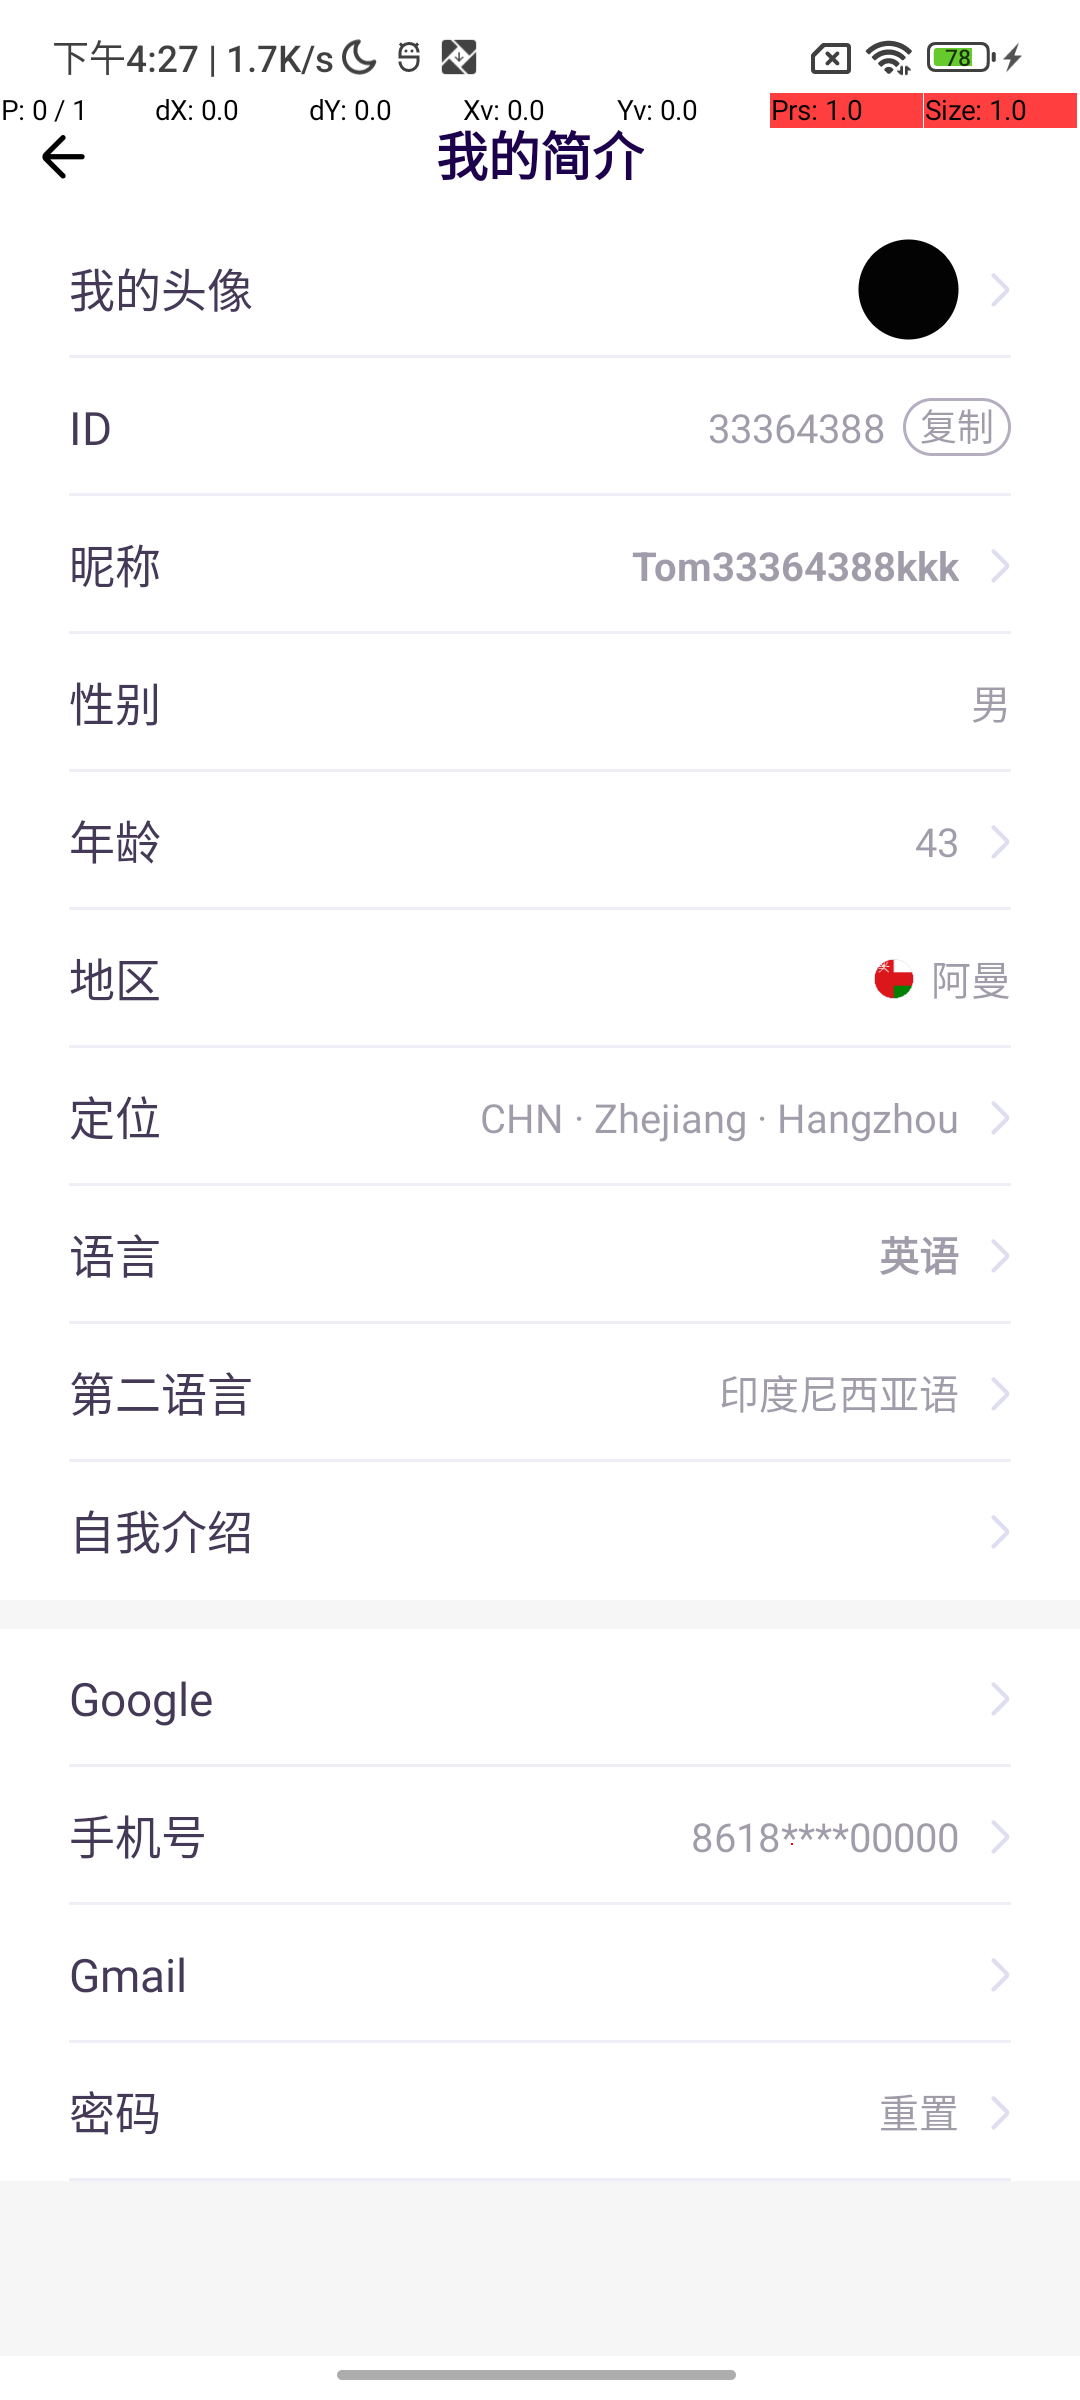 下午4:27 | 1.7K/s 78
P: 0 / 1 dX: 0.0 dY: 0.0 Xv: 0.0 Yv: 0.0 Prs: 1.0 Size: 1.0
我的简介
我的头像
ID 33364388 复制
昵称 Tom33364388kkk
性别 男
年龄 43
地区 阿曼
定位 CHN · Zhejiang · Hangzhou
语言 英语
第二语言 印度尼西亚语
自我介绍
Google
手机号 8618****00000
Gmail
密码 重置